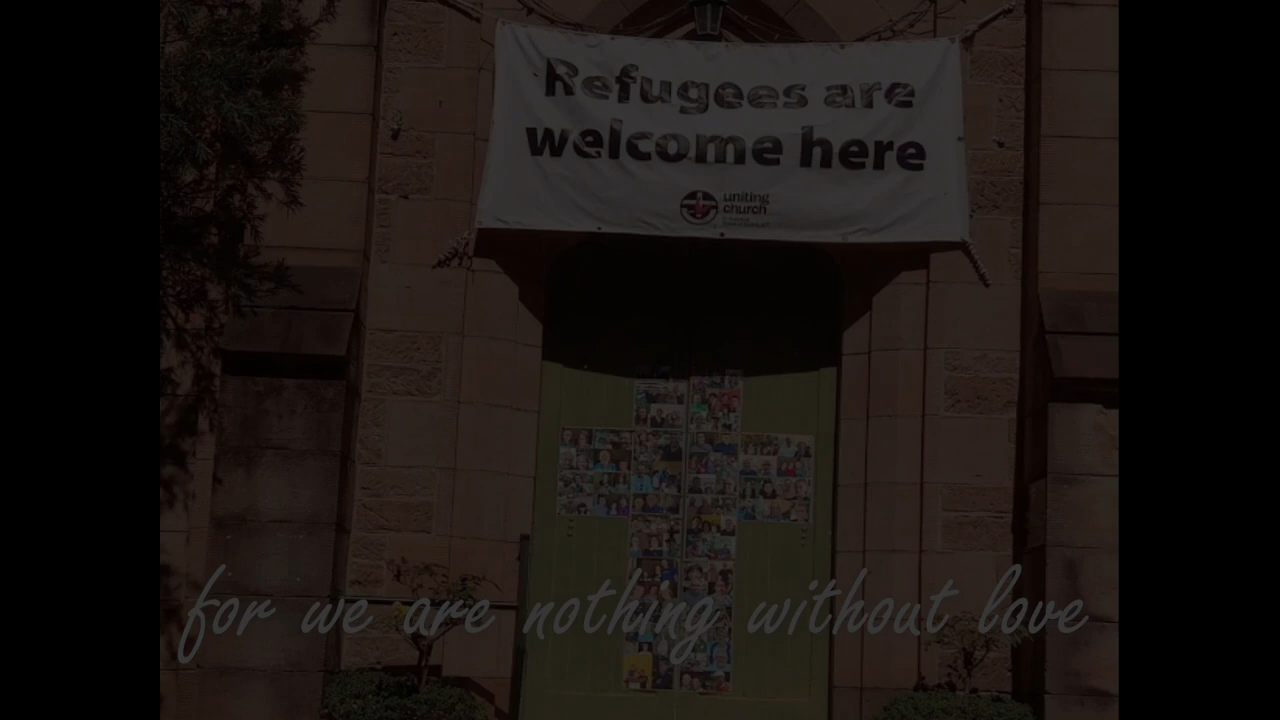 Refugees are
welcome here
uniting
church
for we are nothing without love